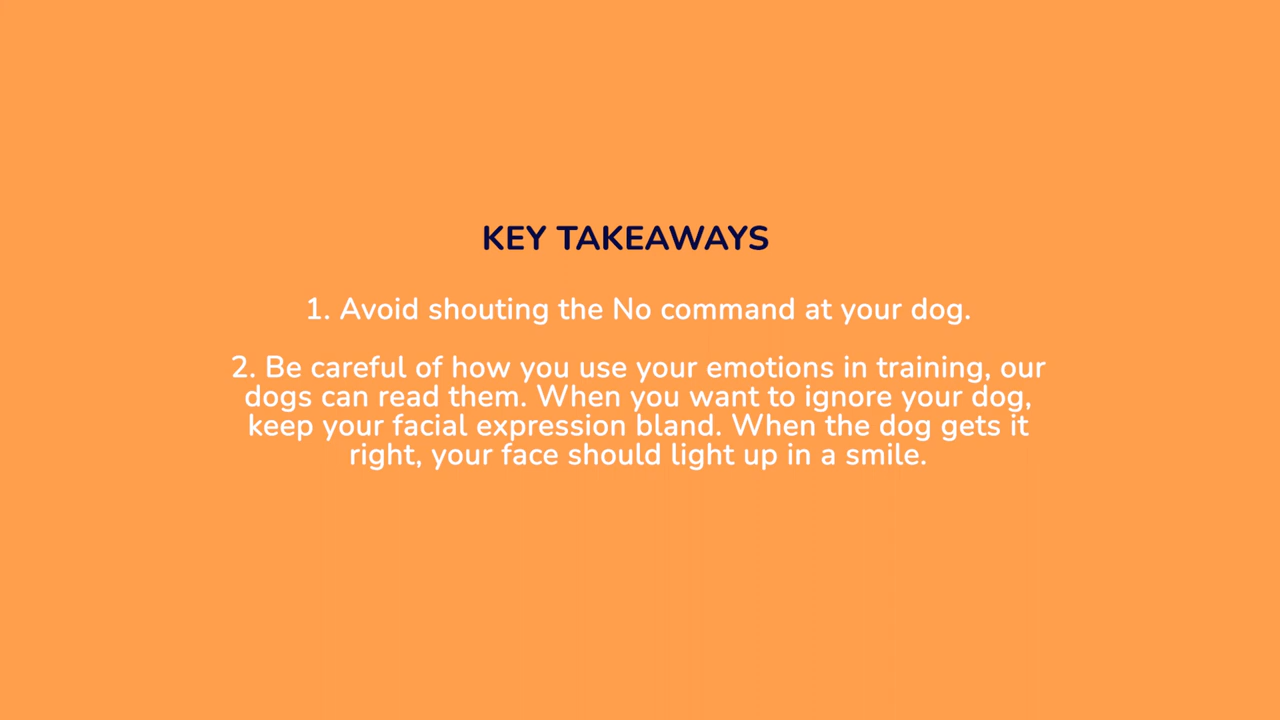 KEY TAKEAWAYS
1. Avoid shouting the No command at your dog.
2. Be careful of how you use your emotions in training, our
dogs can read them. When you want to ignore your dog,
keep your facial expression bland. When the dog gets it
right, your face should light up in a smile.